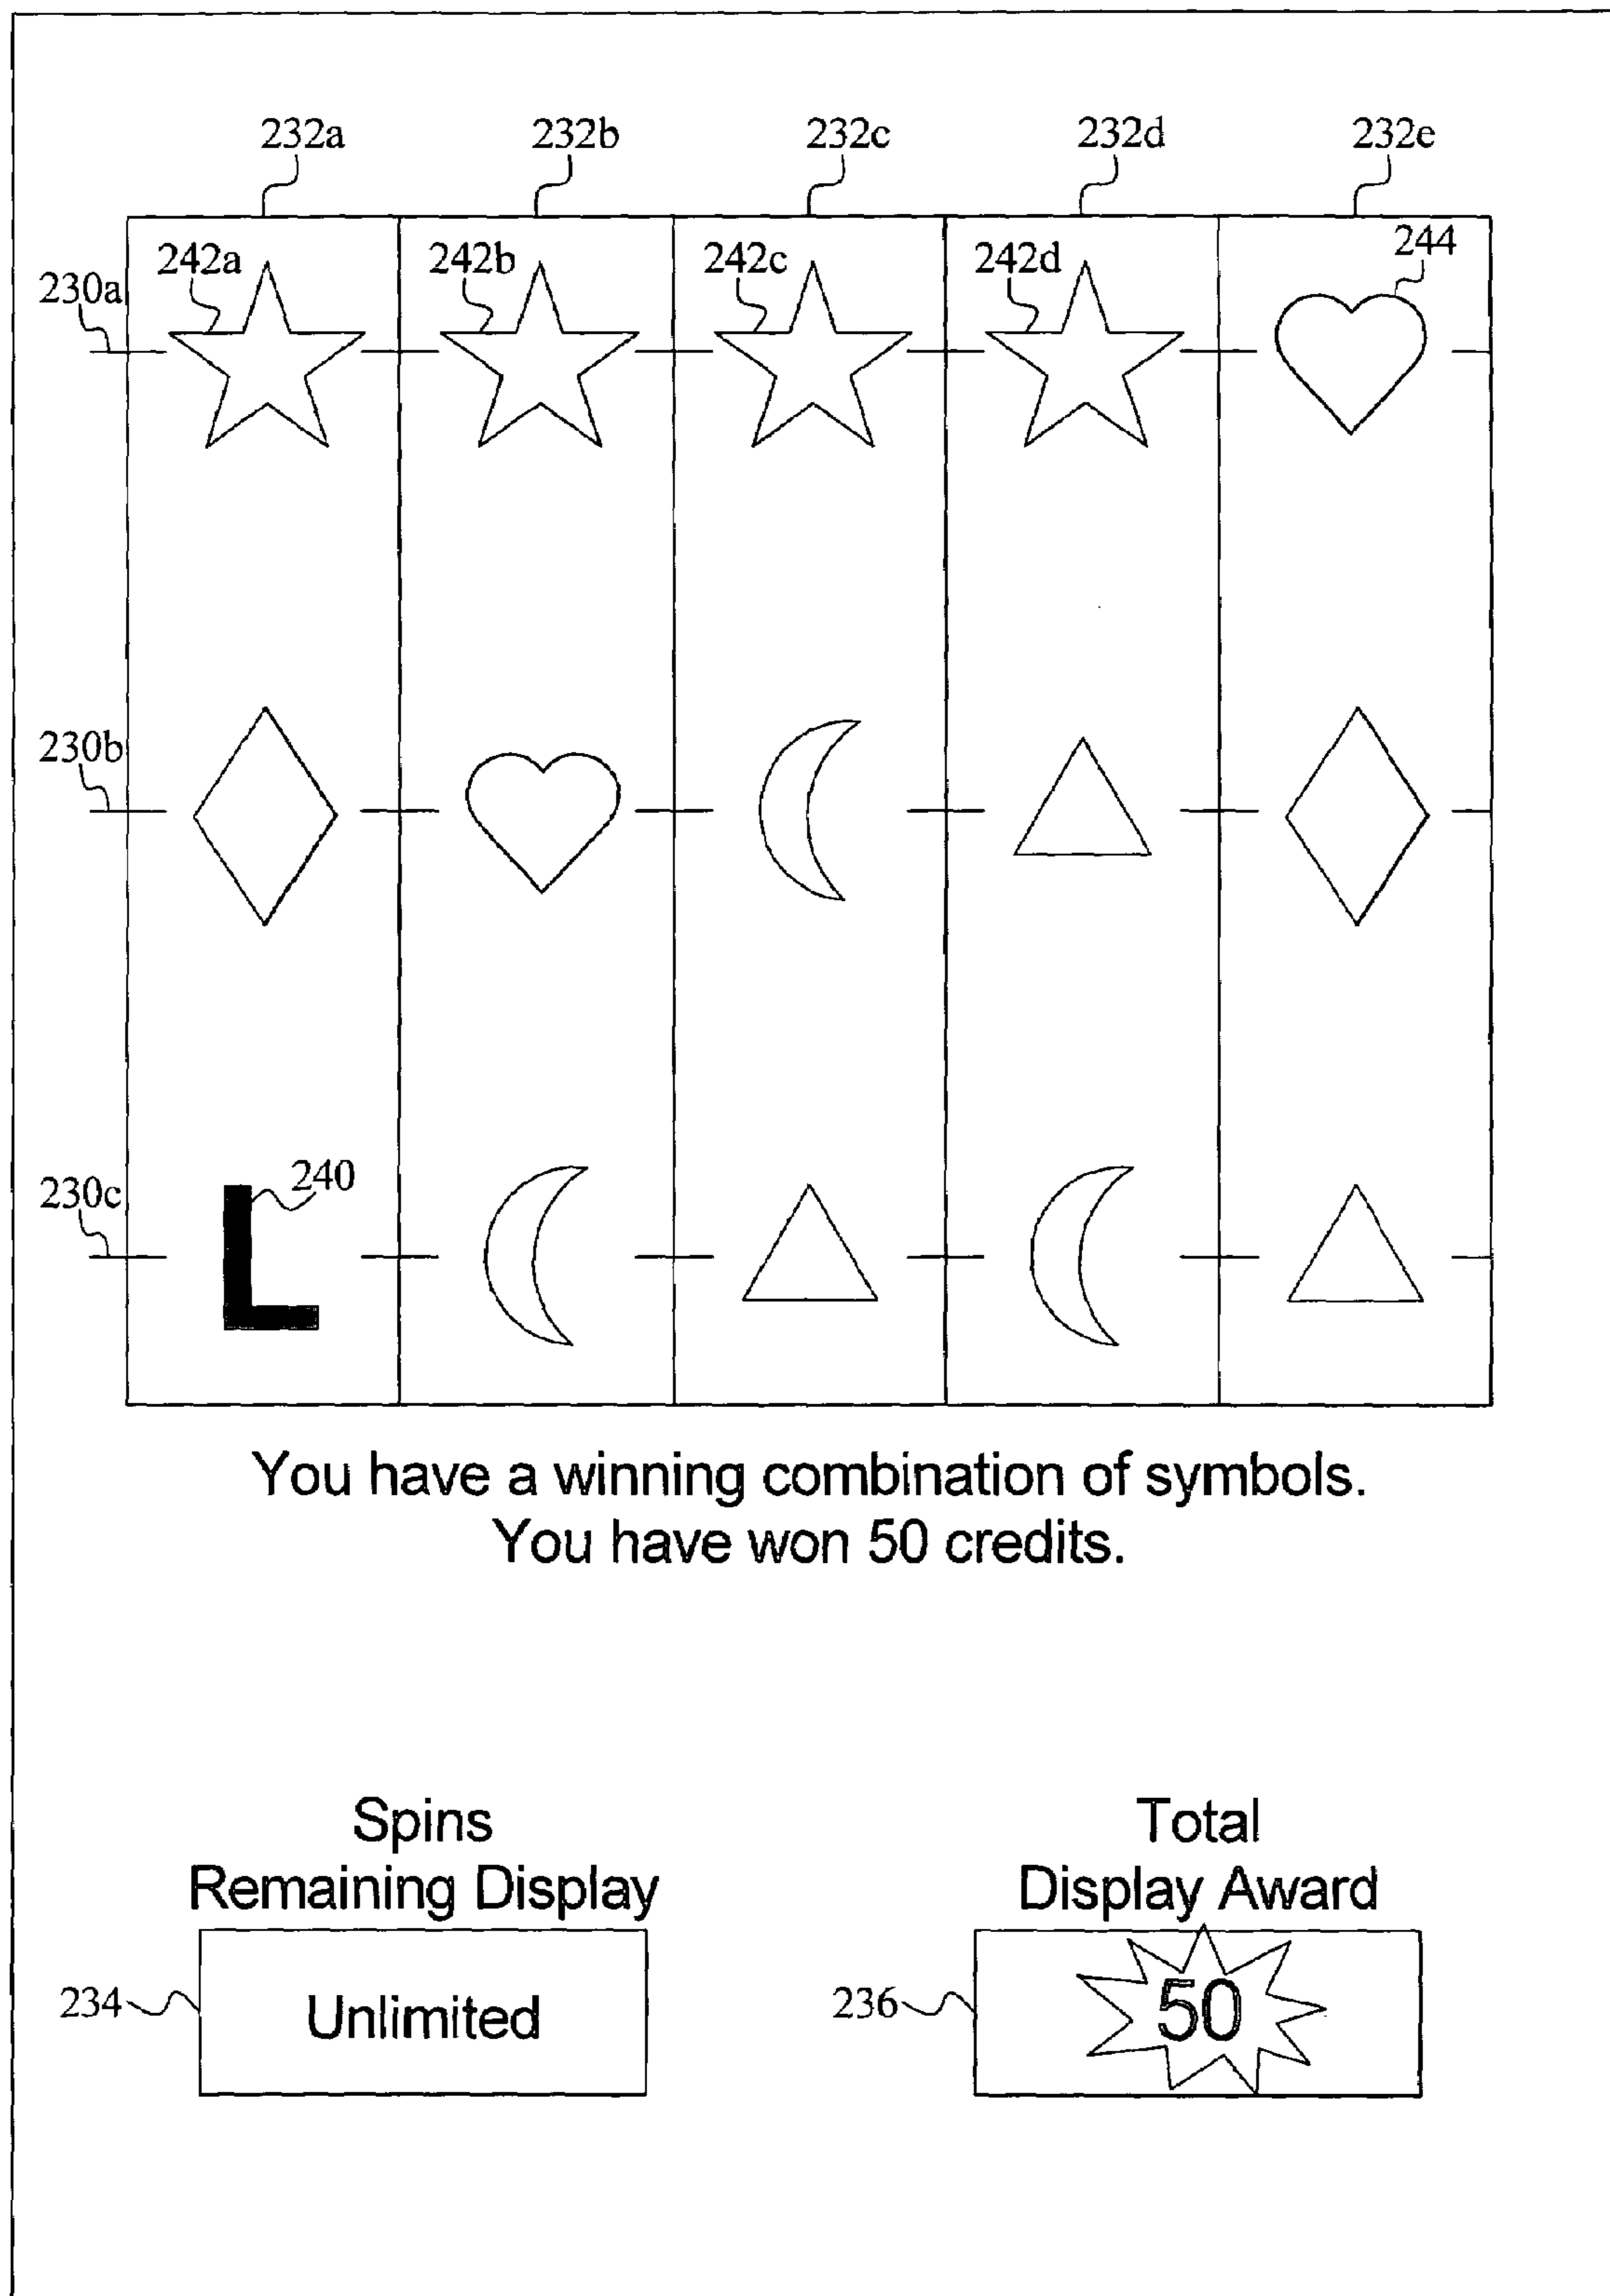 232a 232b 232c 232d 232e
242a 242b 242c 242d 244
230a
230b
230c L 240
You have a winning combination of symbols.
You have won 50 credits.
Spins
Remaining Display
Total
Display Award
234 Unlimited
236 50